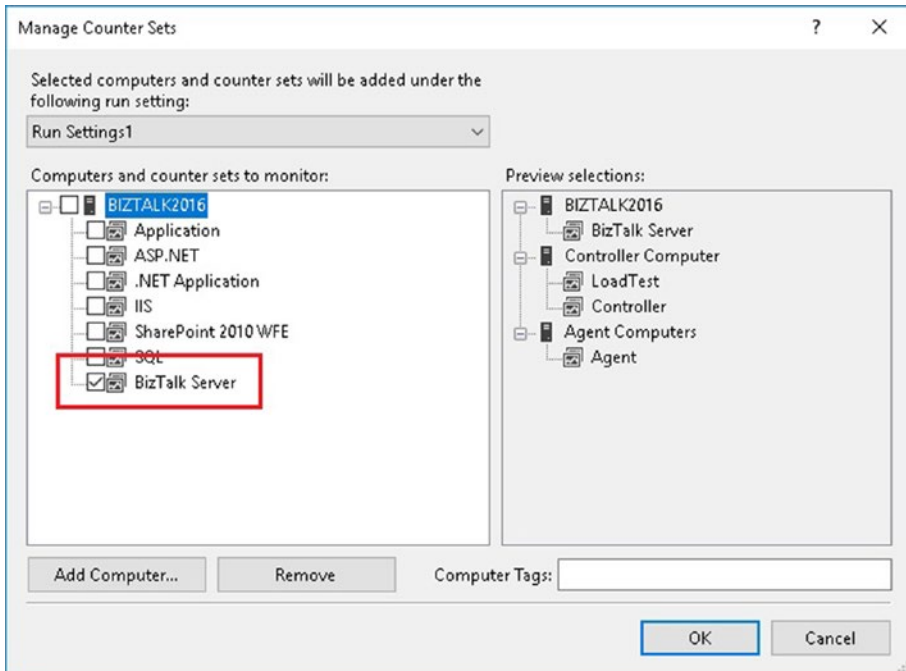 Manage Counter Sets
?
Selected computers and counter sets will be added under the
following run setting:
Run Settings1
Computers and counter sets to monitor:
BIZTALK2016
Application
ASP.NET
.NET Application
IIS
SharePoint 2010 WFE
SQL
BizTalk Server
Preview selections:
BIZTALK2016
BizTalk Server
Controller Computer
LoadTest
Controller
Agent Computers
Agent
Add Computer...
Remove
Computer Tags:
OK
Cancel